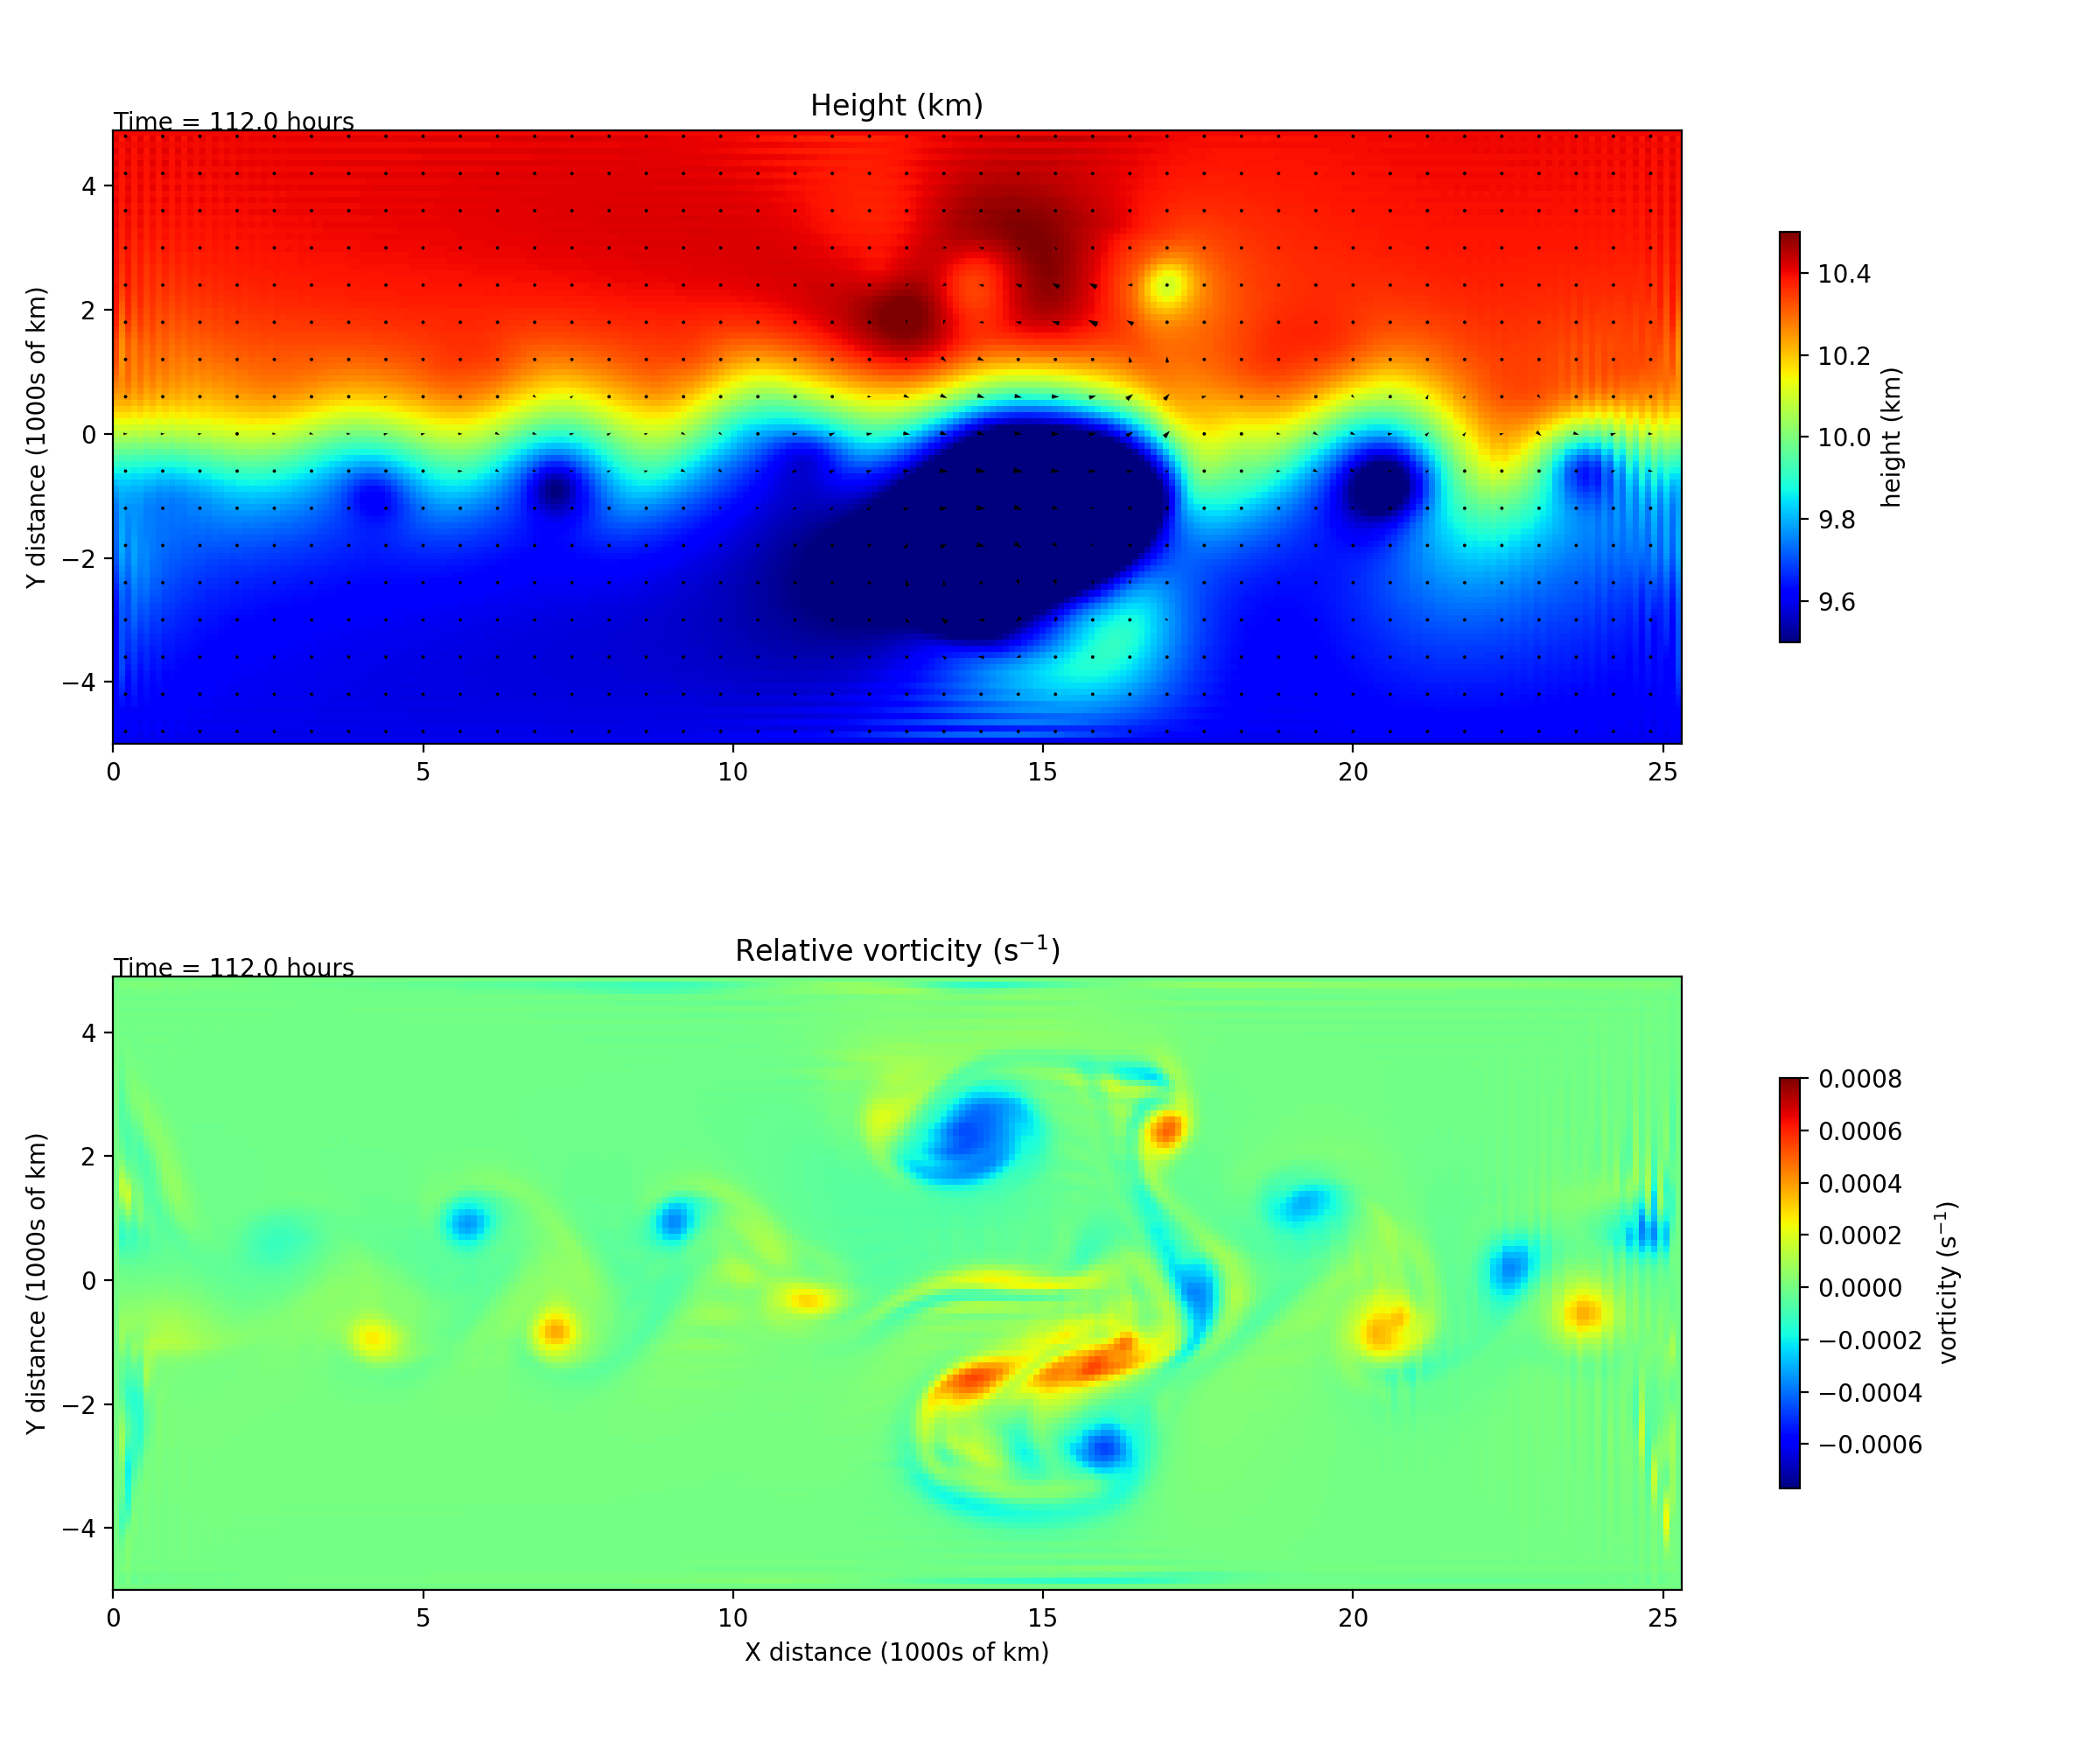 Height (km)
Time = 112.0 hours
Y distance (1000s of km)
4
2
0
−2
−4
0 5 10 15 20 25
10.4
10.2
10.0
9.8
9.6
height (km)
Relative vorticity (s⁻¹)
Time = 112.0 hours
Y distance (1000s of km)
4
2
0
−2
−4
0 5 10 15 20 25
X distance (1000s of km)
0.0008
0.0006
0.0004
0.0002
0.0000
−0.0002
−0.0004
−0.0006
vorticity (s⁻¹)